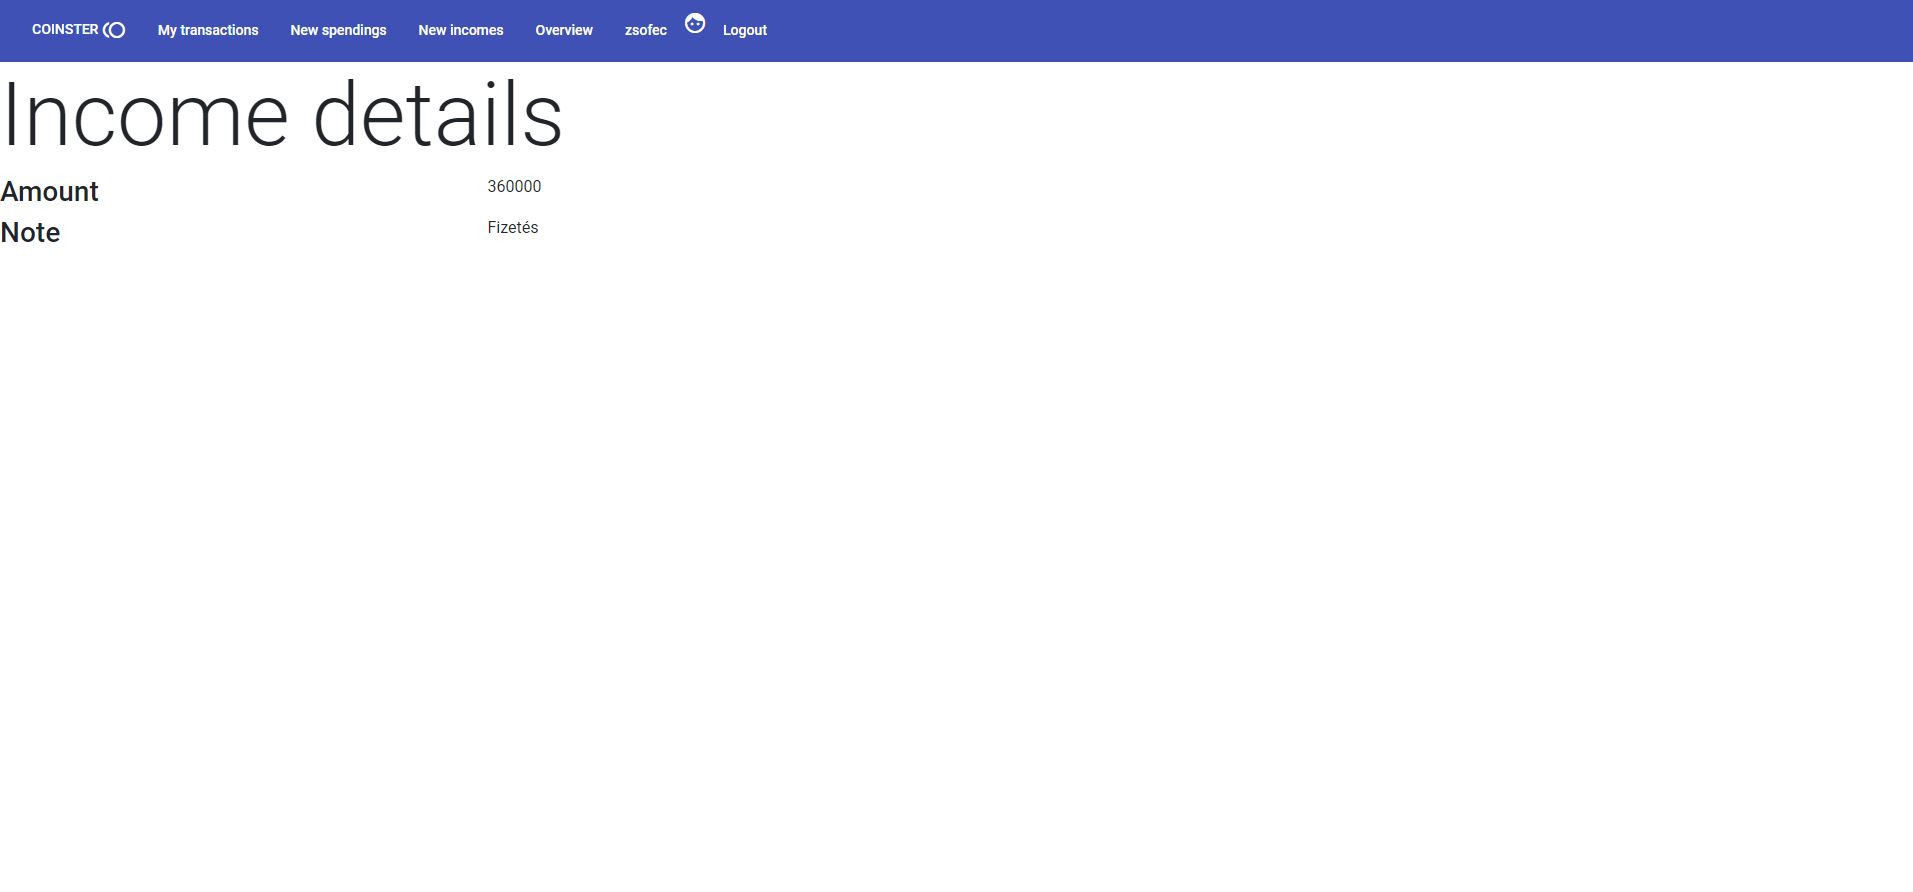 COINSTER My transactions New spendings New incomes Overview zsofec Logout
Income details
Amount 360000
Note Fizetés